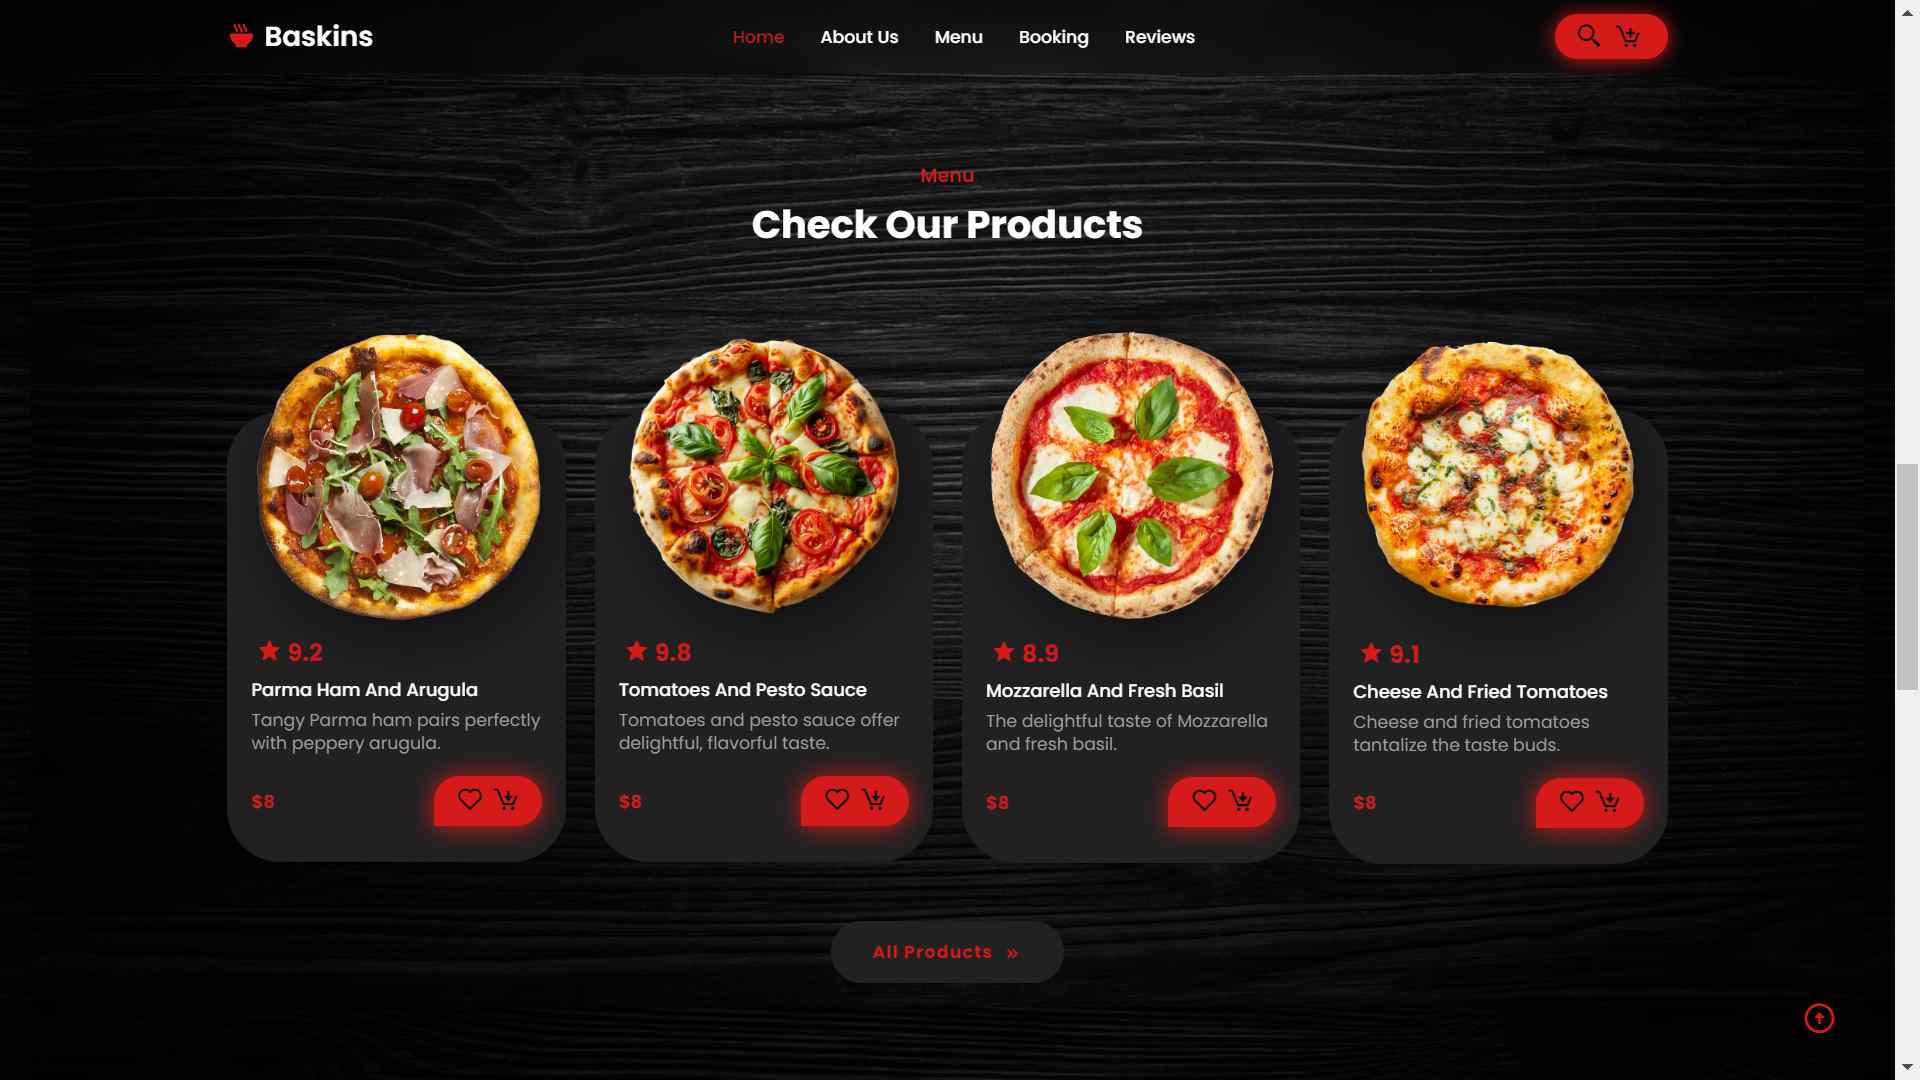 Baskins
Home
About Us
Menu
Booking
Reviews
Menu
Check Our Products
9.2
Parma Ham And Arugula
Tangy Parma ham pairs perfectly
with peppery arugula.
$8
9.8
Tomatoes And Pesto Sauce
Tomatoes and pesto sauce offer
delightful, flavorful taste.
$8
8.9
Mozzarella And Fresh Basil
The delightful taste of Mozzarella
and fresh basil.
$8
9.1
Cheese And Fried Tomatoes
Cheese and fried tomatoes
tantalize the taste buds.
$8
All Products »